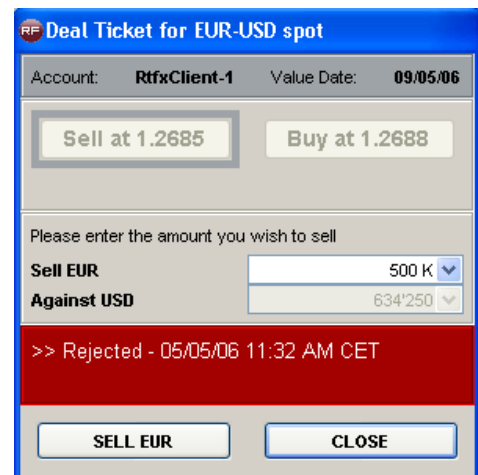 RF Deal Ticket for EUR-USD spot
Account: RtfxClient-1 Value Date: 09/05/06
Sell at 1.2685 Buy at 1.2688
Please enter the amount you wish to sell
Sell EUR 500 K
Against USD 634'250
>> Rejected - 05/05/06 11:32 AM CET
SELL EUR CLOSE